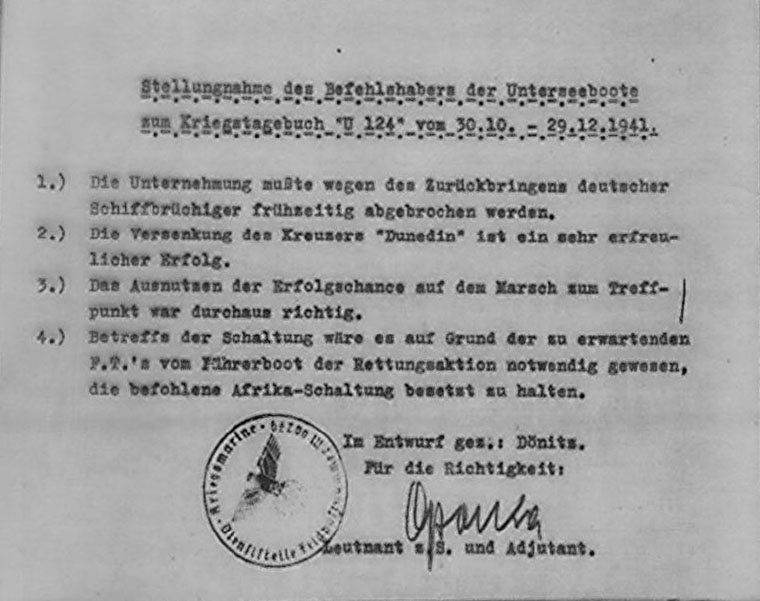 Stellungnahme des Befehlshabers der Unterseeboote
zum Kriegstagebuch "U 124" vom 30.10. - 29.12.1941.
1.) Die Unternehmung mußte wegen des Zurückbringens deutscher
Schiffbrüchiger frühzeitig abgebrochen werden.
2.) Die Versenkung des Kreuzers "Dunedin" ist ein sehr erfreu-
licher Erfolg.
3.) Das Ausnutzen der Erfolgschance auf dem Marsch zum Treff-
punkt war durchaus richtig.
4.) Betreffs der Schaltung wäre es auf Grund der zu erwartenden
F.T.'s vom Führerboot der Rettungsaktion notwendig gewesen,
die befohlene Afrika-Schaltung besetzt zu halten.
Im Entwurf gez.: Dönitz.
Für die Richtigkeit:
Leutnant z.S. und Adjutant.
Kriegsmarine
Dienststelle